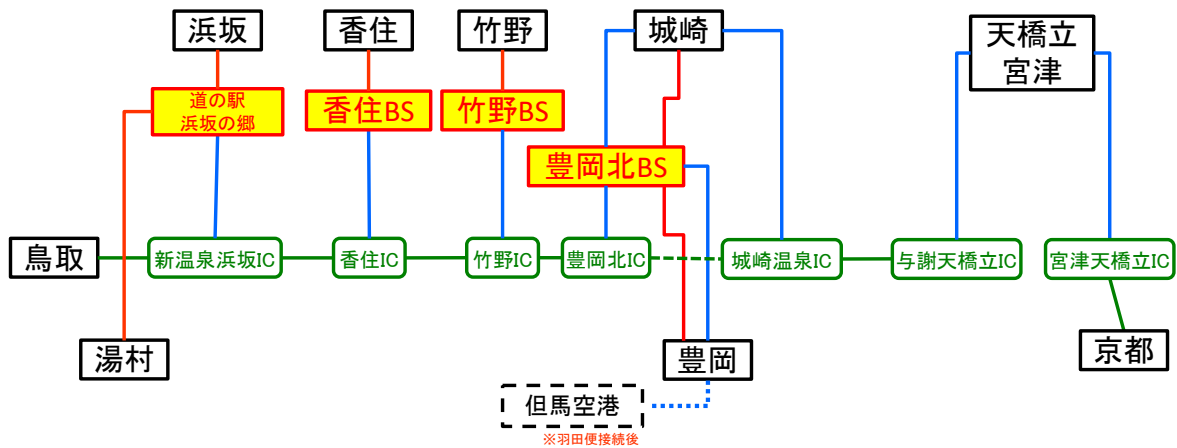 浜坂
香住
竹野
城崎
天橋立
宮津
道の駅
浜坂の郷
香住BS
竹野BS
豊岡北BS
鳥取
新温泉浜坂IC
香住IC
竹野IC
豊岡北IC
城崎温泉IC
与謝天橋立IC
宮津天橋立IC
湯村
豊岡
京都
但馬空港
※羽田便接続後